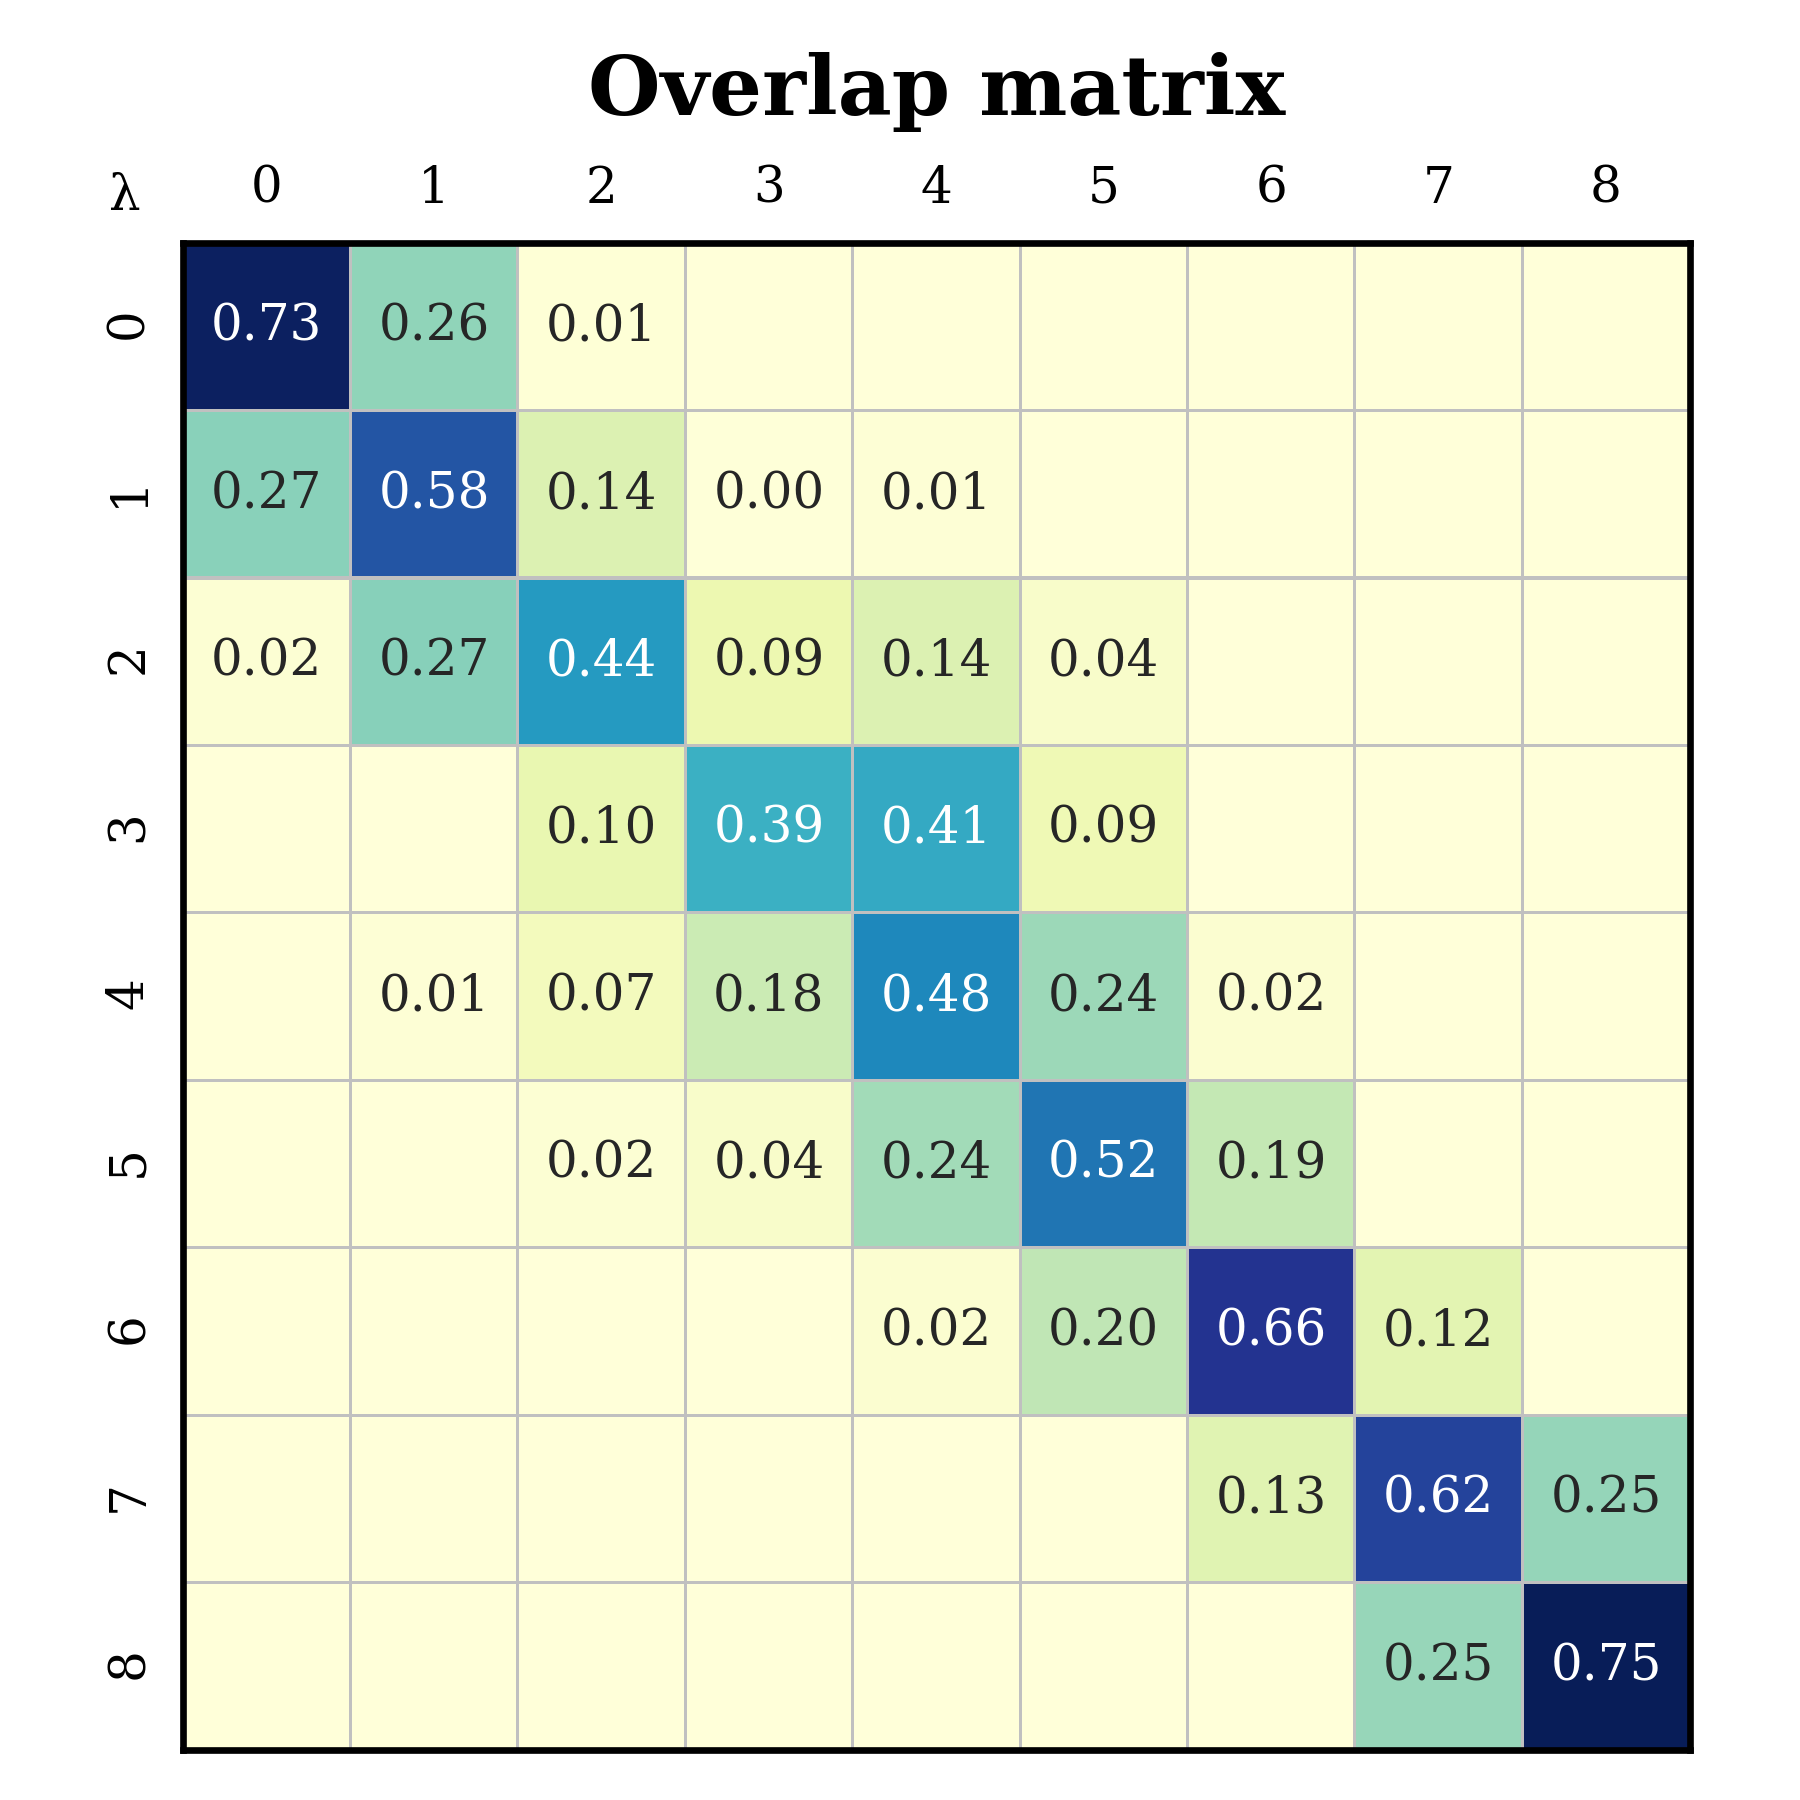 Overlap matrix
λ 0 1 2 3 4 5 6 7 8
0 0.73 0.26 0.01
1 0.27 0.58 0.14 0.00 0.01
2 0.02 0.27 0.44 0.09 0.14 0.04
3 0.10 0.39 0.41 0.09
4 0.01 0.07 0.18 0.48 0.24 0.02
5 0.02 0.04 0.24 0.52 0.19
6 0.02 0.20 0.66 0.12
7 0.13 0.62 0.25
8 0.25 0.75